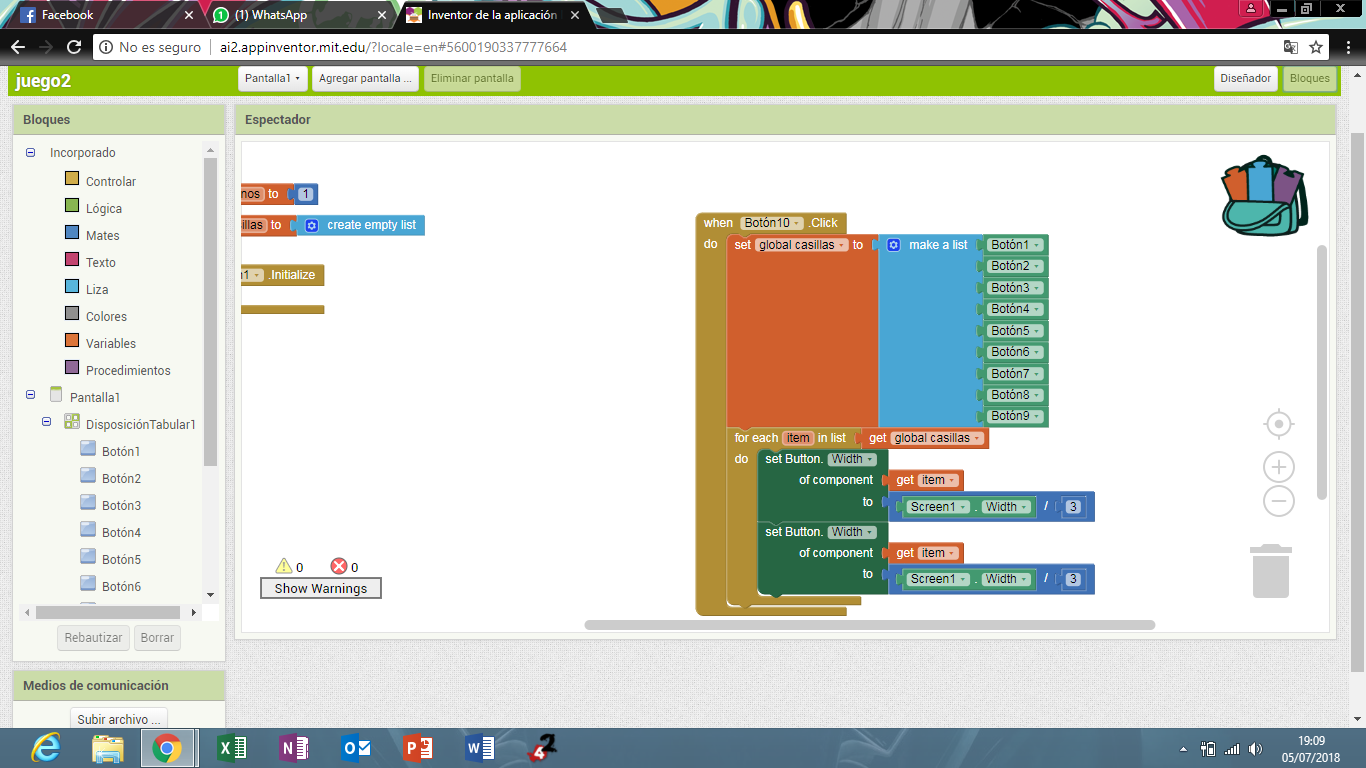 Facebook
(1) WhatsApp
Inventor de la aplicación
No es seguro ai2.appinventor.mit.edu/?locale=en#5600190337777664
juego2 Pantalla1 Agregar pantalla ... Eliminar pantalla Diseñador Bloques
Bloques
Incorporado
Controlar
Lógica
Mates
Texto
Liza
Colores
Variables
Procedimientos
Pantalla1
DisposiciónTabular1
Botón1
Botón2
Botón3
Botón4
Botón5
Botón6
Rebautizar Borrar
Medios de comunicación
Subir archivo ...
Espectador
nos to 1
illas to create empty list
1 .Initialize
when Botón10 .Click
do set global casillas to make a list Botón1
Botón2
Botón3
Botón4
Botón5
Botón6
Botón7
Botón8
Botón9
for each item in list get global casillas
do set Button. Width
of component get item
to Screen1 . Width / 3
set Button. Width
of component get item
to Screen1 . Width / 3
0 0
Show Warnings
19:09
05/07/2018